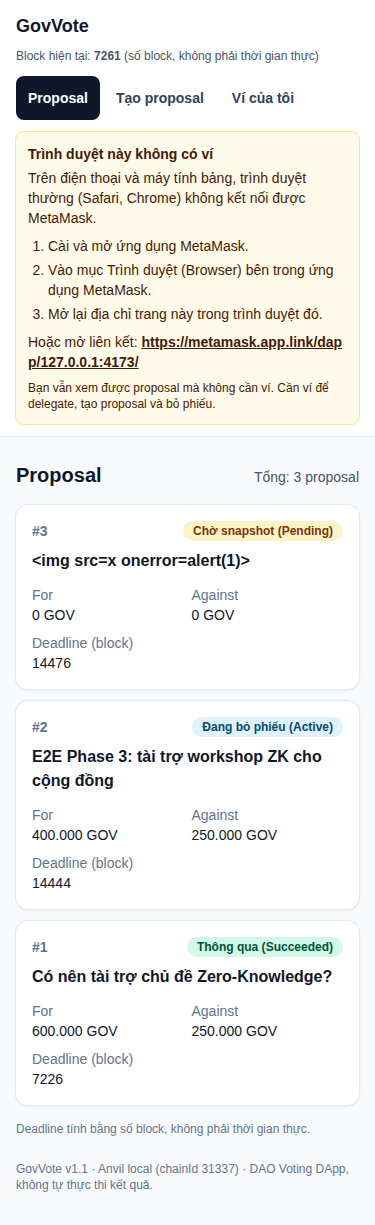 GovVote
Block hiện tại: 7261 (số block, không phải thời gian thực)
Proposal Tạo proposal Ví của tôi
Trình duyệt này không có ví
Trên điện thoại và máy tính bảng, trình duyệt
thường (Safari, Chrome) không kết nối được
MetaMask.
1. Cài và mở ứng dụng MetaMask.
2. Vào mục Trình duyệt (Browser) bên trong ứng
dụng MetaMask.
3. Mở lại địa chỉ trang này trong trình duyệt đó.
Hoặc mở liên kết: https://metamask.app.link/dap
p/127.0.0.1:4173/
Bạn vẫn xem được proposal mà không cần ví. Cần ví để
delegate, tạo proposal và bỏ phiếu.
Proposal Tổng: 3 proposal
#3 Chờ snapshot (Pending)
<img src=x onerror=alert(1)>
For Against
0 GOV 0 GOV
Deadline (block)
14476
#2 Đang bỏ phiếu (Active)
E2E Phase 3: tài trợ workshop ZK cho
cộng đồng
For Against
400.000 GOV 250.000 GOV
Deadline (block)
14444
#1 Thông qua (Succeeded)
Có nên tài trợ chủ đề Zero-Knowledge?
For Against
600.000 GOV 250.000 GOV
Deadline (block)
7226
Deadline tính bằng số block, không phải thời gian thực.
GovVote v1.1 · Anvil local (chainId 31337) · DAO Voting DApp,
không tự thực thi kết quả.